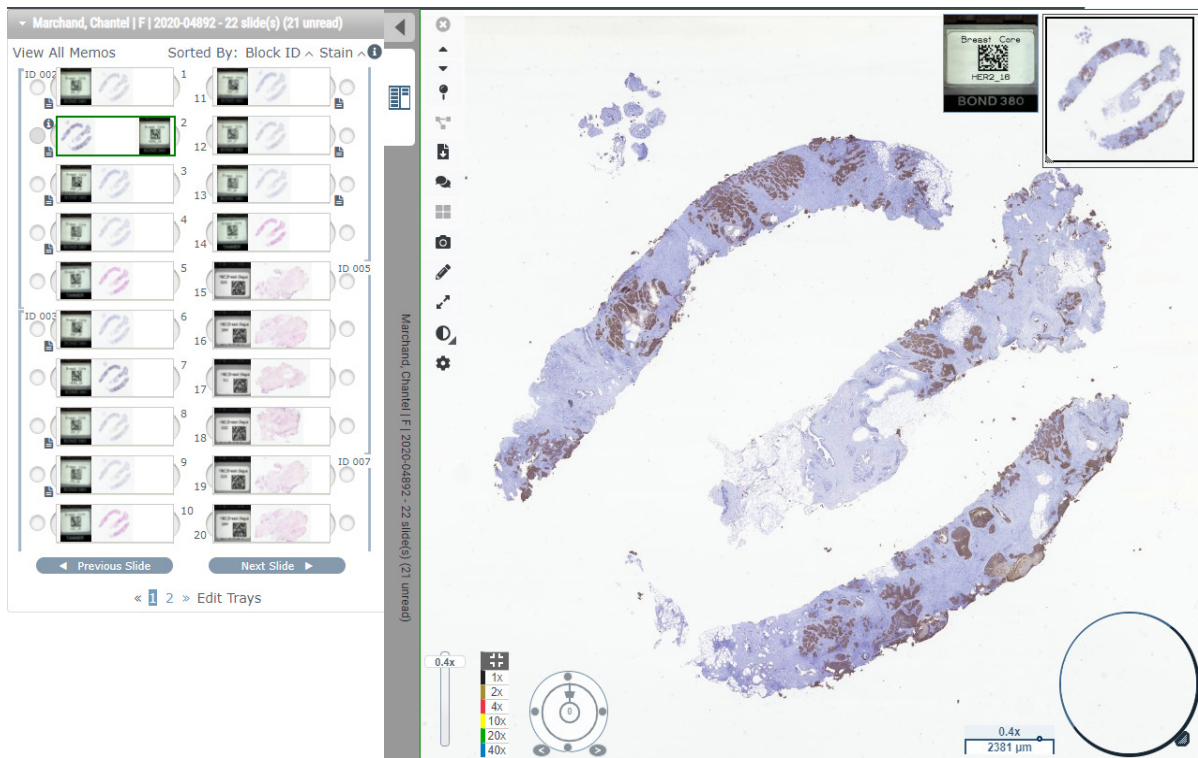 Marchand, Chantel | F | 2020-04892 - 22 slide(s) (21 unread)
View All Memos Sorted By: Block ID Stain
ID 002
1
11
2
12
3
13
4
14
5
ID 005
15
ID 003
6
16
7
17
8
18
9
ID 007
19
10
20
Previous Slide Next Slide
« 1 2 » Edit Trays
Marchand, Chantel | F | 2020-04892 - 22 slide(s) (21 unread)
Breast Core
HER2_16
BOND 380
0.4x
1x
2x
4x
10x
20x
40x
0
0.4x
2381 µm